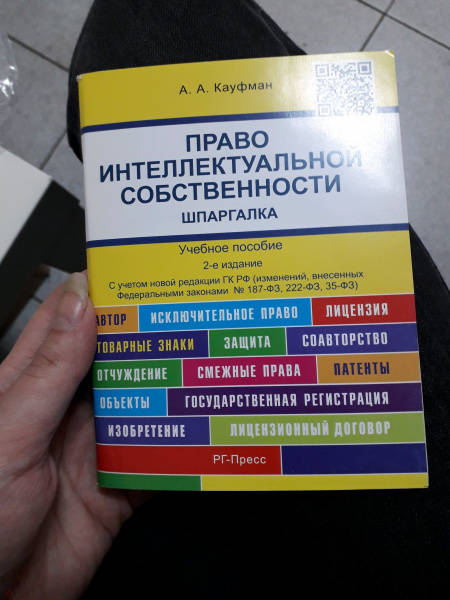 А. А. Кауфман
ПРАВО
ИНТЕЛЛЕКТУАЛЬНОЙ
СОБСТВЕННОСТИ
ШПАРГАЛКА
Учебное пособие
2-е издание
С учетом новой редакции ГК РФ (изменений, внесенных
Федеральными законами № 187-ФЗ, 222-ФЗ, 35-ФЗ)
АВТОР ИСКЛЮЧИТЕЛЬНОЕ ПРАВО ЛИЦЕНЗИЯ
ТОВАРНЫЕ ЗНАКИ ЗАЩИТА СОАВТОРСТВО
ОТЧУЖДЕНИЕ СМЕЖНЫЕ ПРАВА ПАТЕНТЫ
ОБЪЕКТЫ ГОСУДАРСТВЕННАЯ РЕГИСТРАЦИЯ
ИЗОБРЕТЕНИЕ ЛИЦЕНЗИОННЫЙ ДОГОВОР
РГ-Пресс